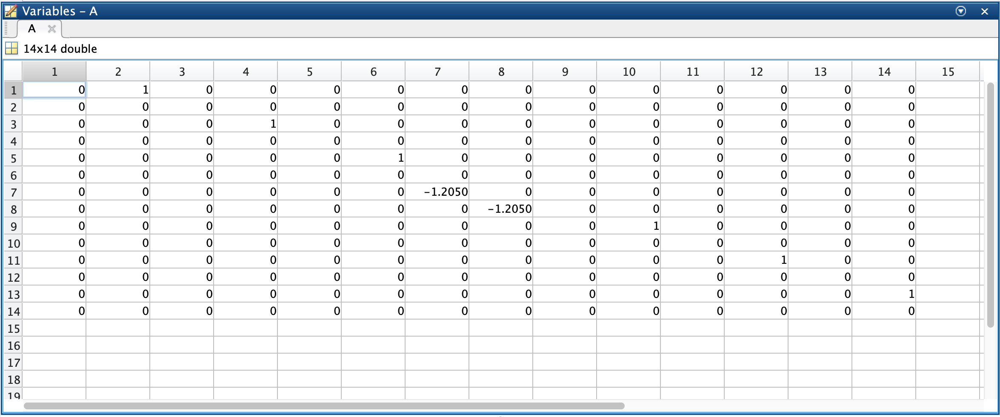 Variables – A
A
14x14 double
1 2 3 4 5 6 7 8 9 10 11 12 13 14 15
1 0 1 0 0 0 0 0 0 0 0 0 0 0 0
2 0 0 0 0 0 0 0 0 0 0 0 0 0 0
3 0 0 0 1 0 0 0 0 0 0 0 0 0 0
4 0 0 0 0 0 0 0 0 0 0 0 0 0 0
5 0 0 0 0 0 1 0 0 0 0 0 0 0 0
6 0 0 0 0 0 0 0 0 0 0 0 0 0 0
7 0 0 0 0 0 0 -1.2050 0 0 0 0 0 0 0
8 0 0 0 0 0 0 0 -1.2050 0 0 0 0 0 0
9 0 0 0 0 0 0 0 0 0 1 0 0 0 0
10 0 0 0 0 0 0 0 0 0 0 0 0 0 0
11 0 0 0 0 0 0 0 0 0 0 0 1 0 0
12 0 0 0 0 0 0 0 0 0 0 0 0 0 0
13 0 0 0 0 0 0 0 0 0 0 0 0 0 1
14 0 0 0 0 0 0 0 0 0 0 0 0 0 0
15
16
17
18
19